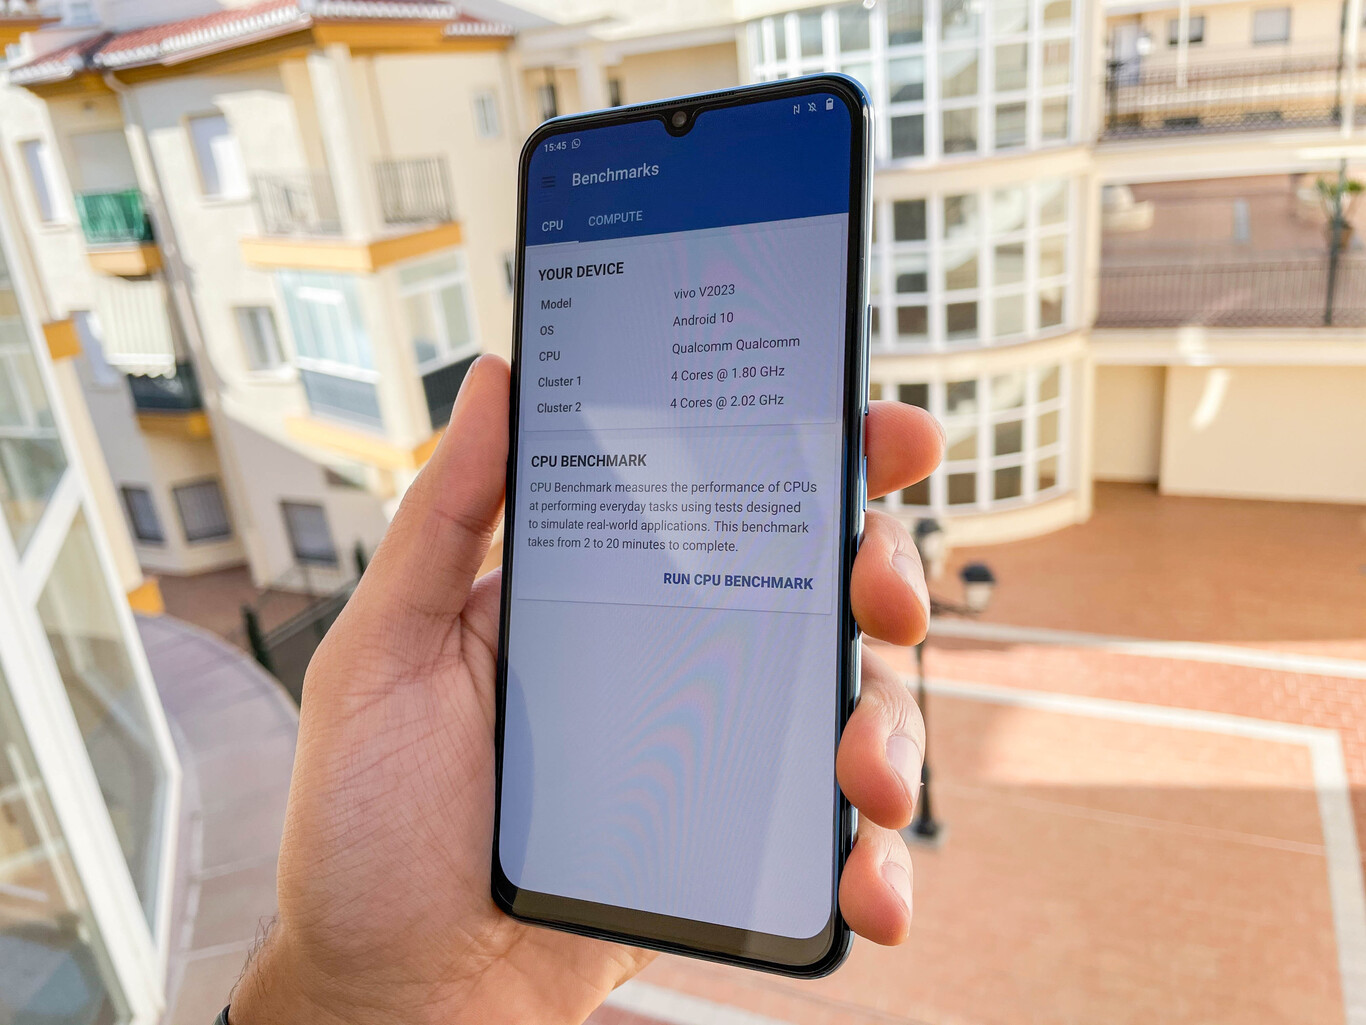 15:45
Benchmarks
CPU COMPUTE
YOUR DEVICE
Model vivo V2023
OS Android 10
CPU Qualcomm Qualcomm
Cluster 1 4 Cores @ 1.80 GHz
Cluster 2 4 Cores @ 2.02 GHz
CPU BENCHMARK
CPU Benchmark measures the performance of CPUs
at performing everyday tasks using tests designed
to simulate real-world applications. This benchmark
takes from 2 to 20 minutes to complete.
RUN CPU BENCHMARK